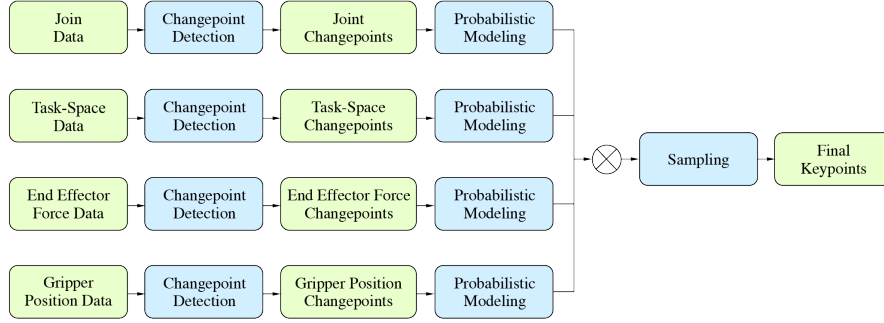 Join
Data
Changepoint
Detection
Joint
Changepoints
Probabilistic
Modeling
Task-Space
Data
Changepoint
Detection
Task-Space
Changepoints
Probabilistic
Modeling
Sampling
Final
Keypoints
End Effector
Force Data
Changepoint
Detection
End Effector Force
Changepoints
Probabilistic
Modeling
Gripper
Position Data
Changepoint
Detection
Gripper Position
Changepoints
Probabilistic
Modeling